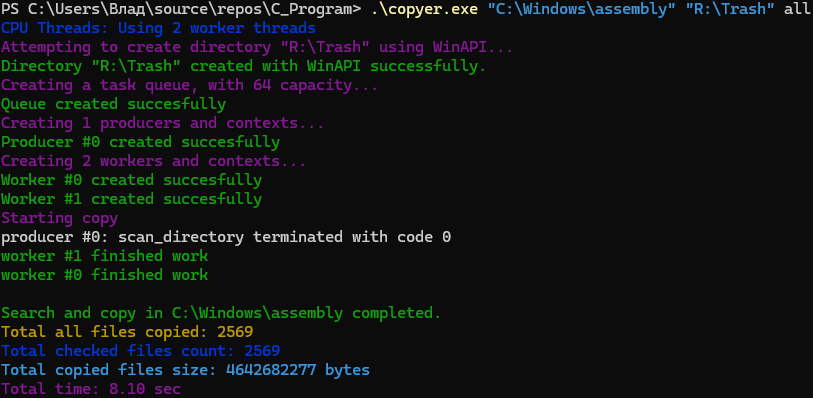 PS C:\Users\Влад\source\repos\C_Program> .\copyer.exe "C:\Windows\assembly" "R:\Trash" all
CPU Threads: Using 2 worker threads
Attempting to create directory "R:\Trash" using WinAPI...
Directory "R:\Trash" created with WinAPI successfully.
Creating a task queue, with 64 capacity...
Queue created succesfully
Creating 1 producers and contexts...
Producer #0 created succesfully
Creating 2 workers and contexts...
Worker #0 created succesfully
Worker #1 created succesfully
Starting copy
producer #0: scan_directory terminated with code 0
worker #1 finished work
worker #0 finished work
Search and copy in C:\Windows\assembly completed.
Total all files copied: 2569
Total checked files count: 2569
Total copied files size: 4642682277 bytes
Total time: 8.10 sec